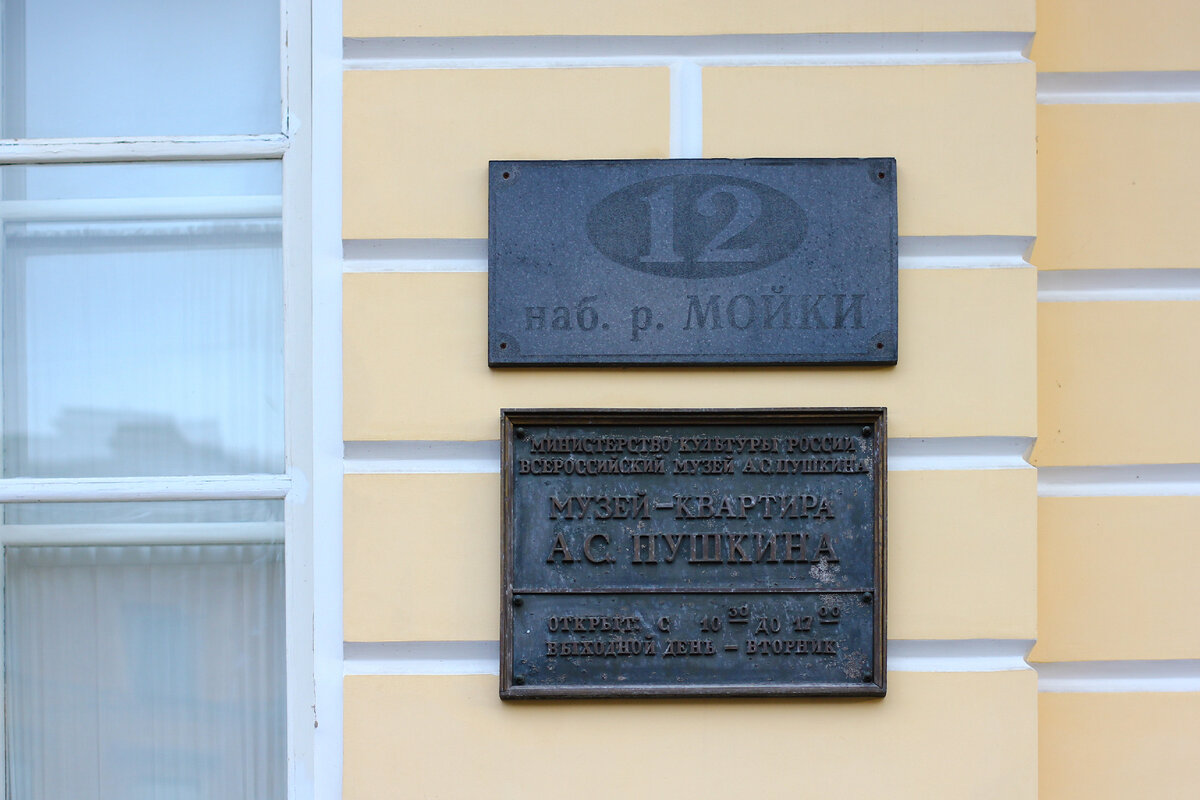 12
наб. р. МОЙКИ
МИНИСТЕРСТВО КУЛЬТУРЫ РОССИИ
ВСЕРОССИЙСКИЙ МУЗЕЙ А.С.ПУШКИНА
МУЗЕЙ-КВАРТИРА
А.С. ПУШКИНА
ОТКРЫТ: С 10 30 ДО 17 00
ВЫХОДНОЙ ДЕНЬ - ВТОРНИК